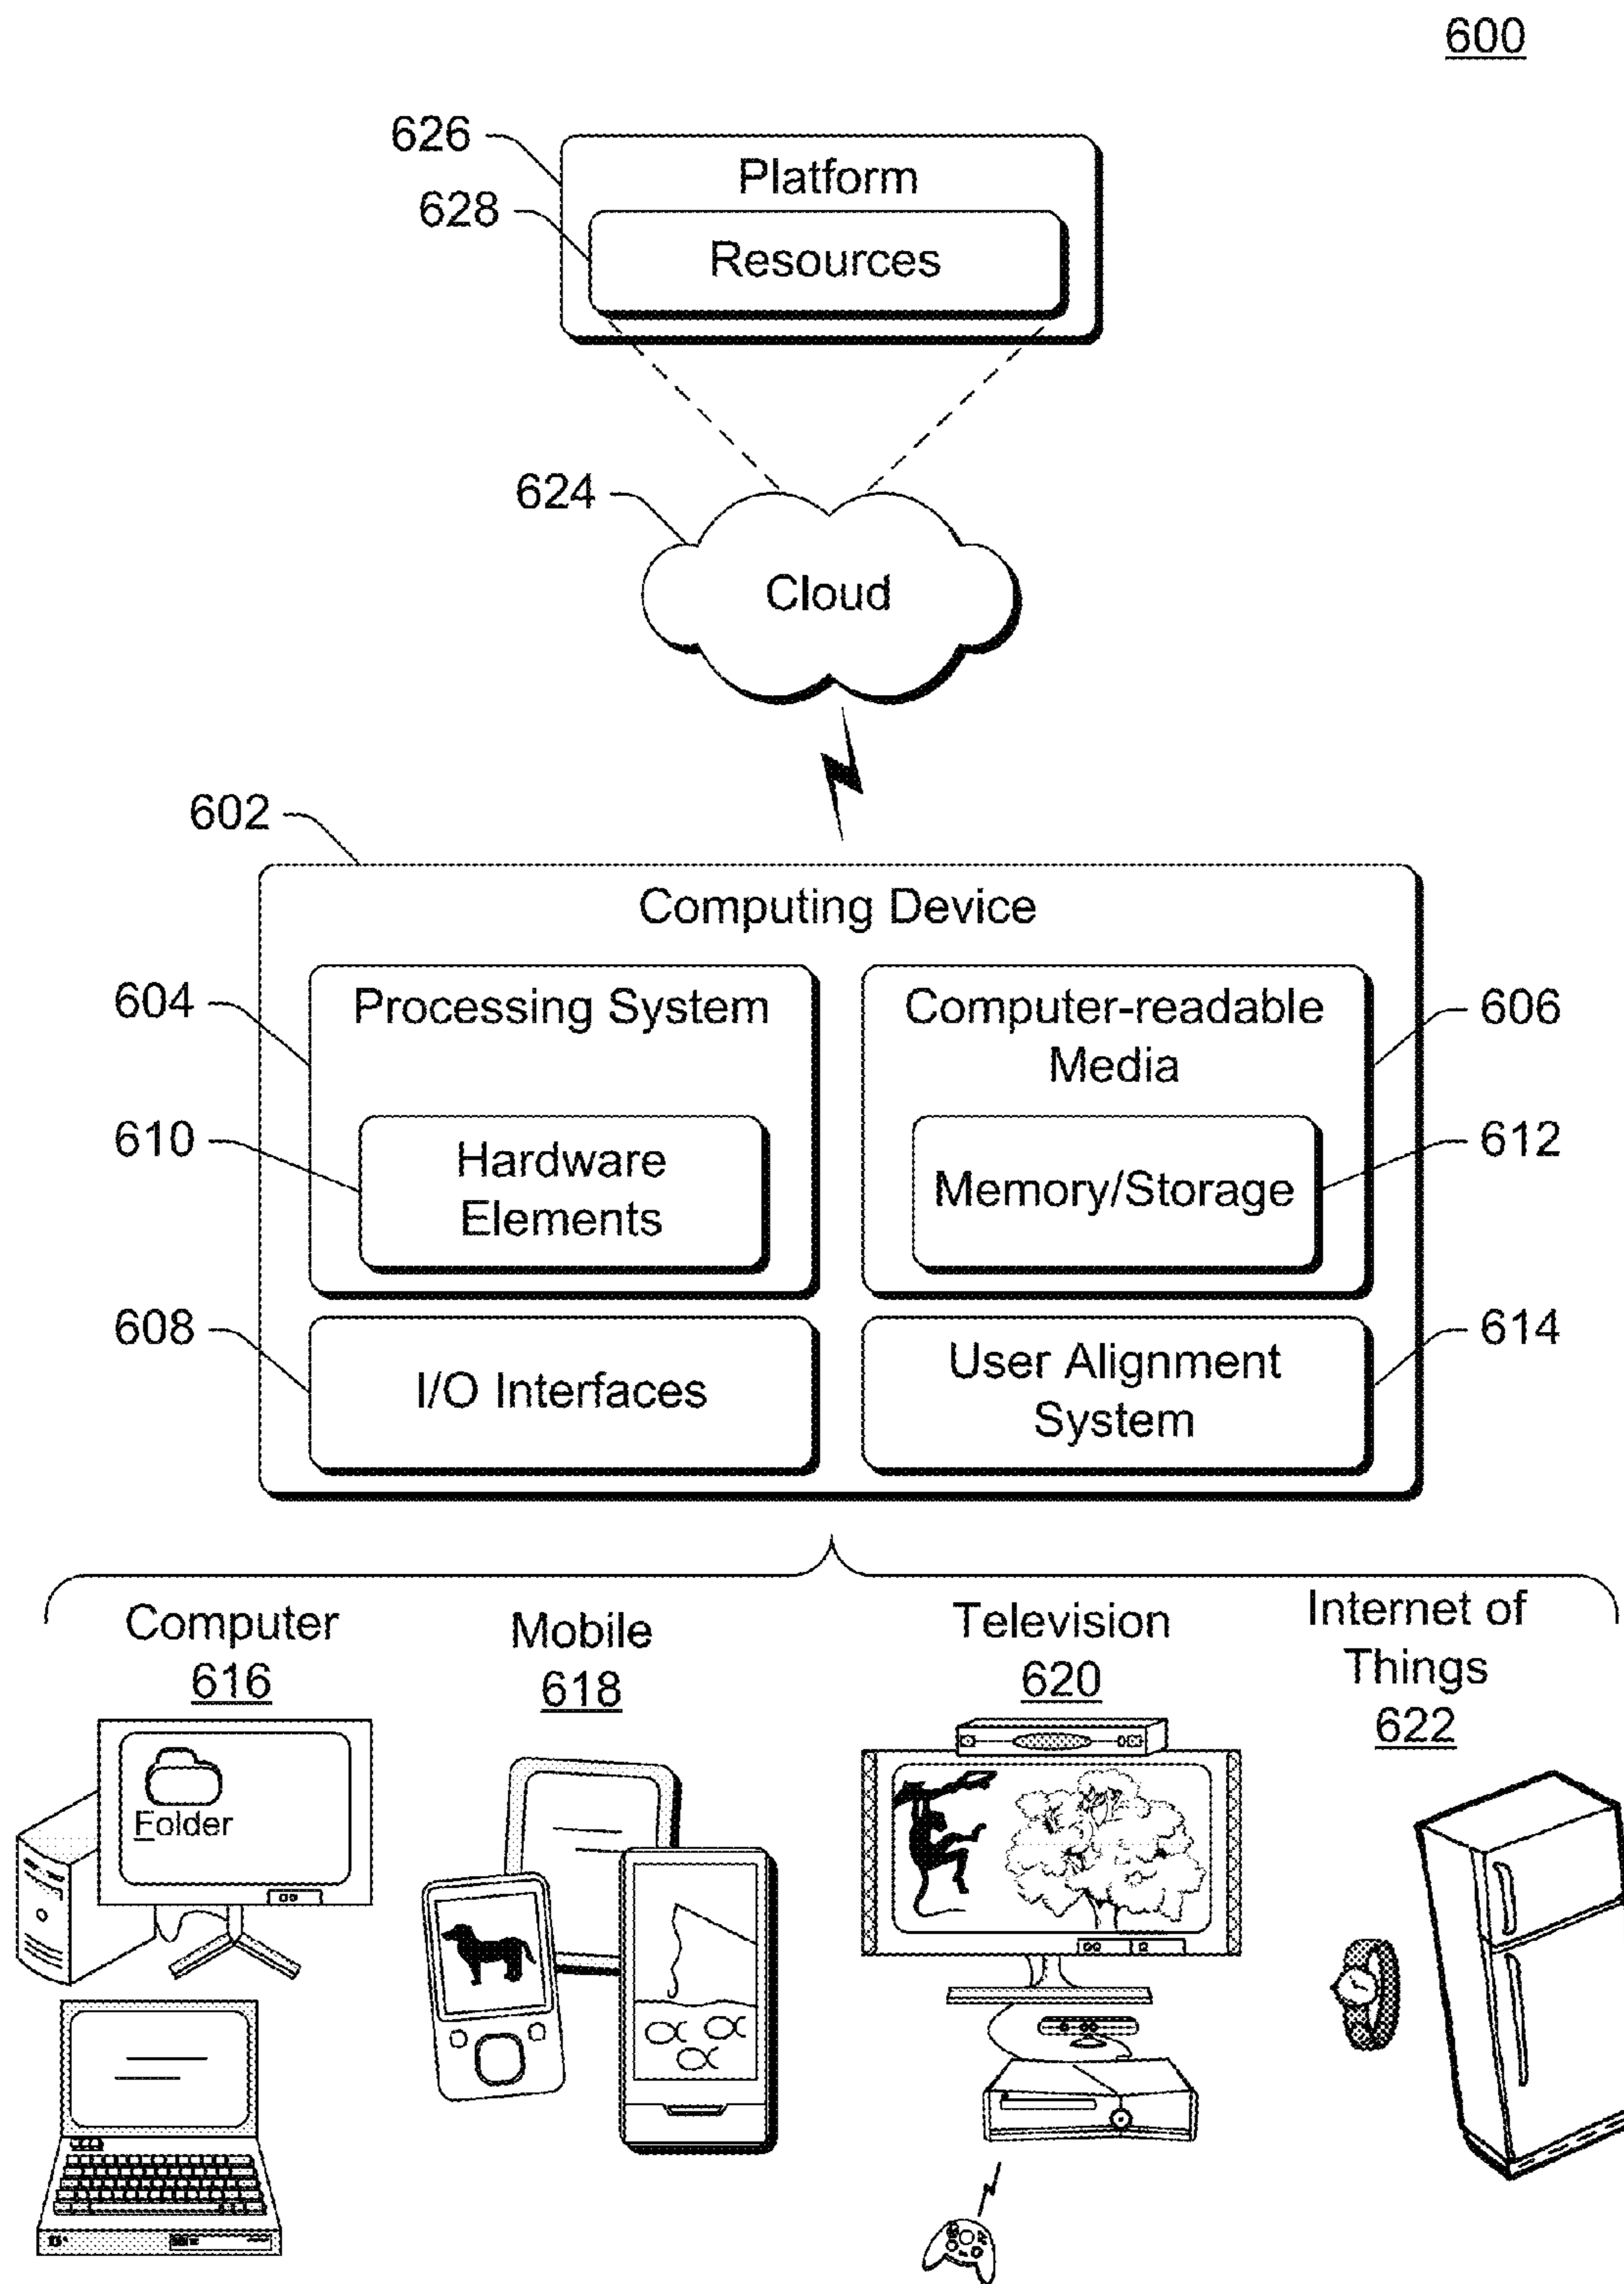 600
626
Platform
628
Resources
624
Cloud
602
Computing Device
604
Processing System
Computer-readable
Media
606
610
Hardware
Elements
Memory/Storage
612
608
I/O Interfaces
User Alignment
System
614
Computer
616
Mobile
618
Television
620
Internet of
Things
622
Folder